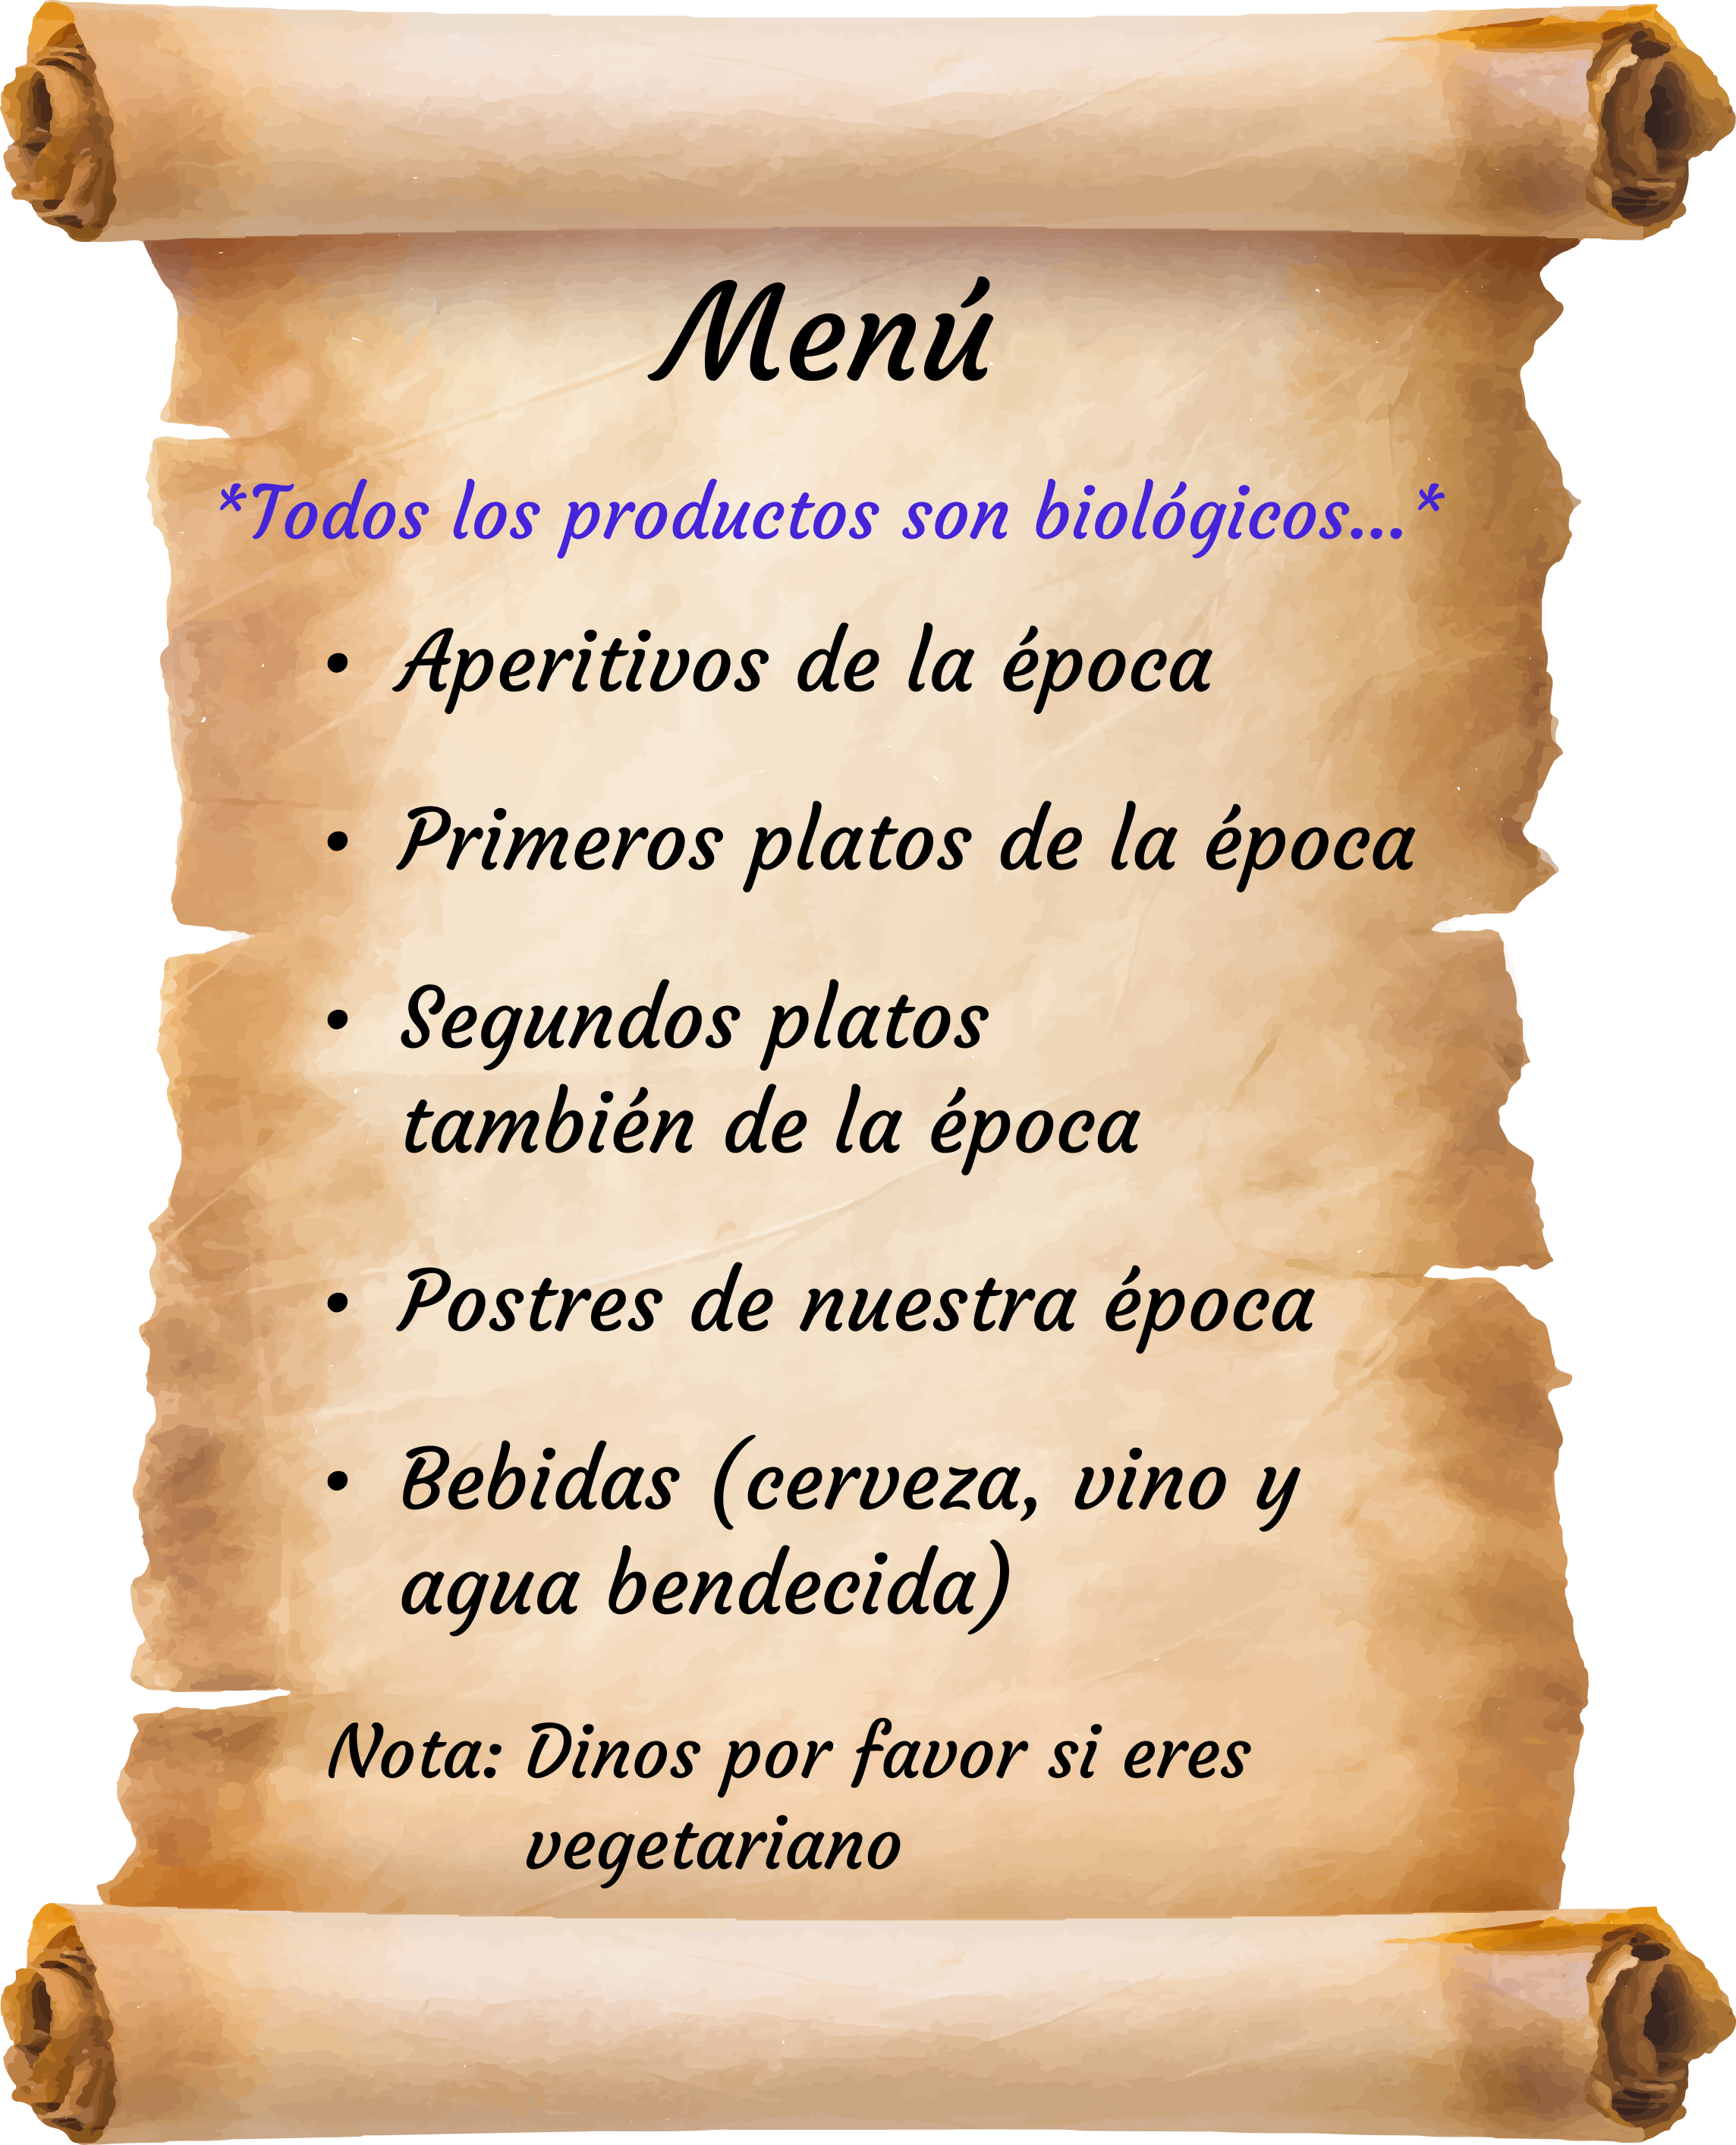 Menú
*Todos los productos son biológicos...*
• Aperitivos de la época
• Primeros platos de la época
• Segundos platos
también de la época
• Postres de nuestra época
• Bebidas (cerveza, vino y
agua bendecida)
Nota: Dinos por favor si eres
vegetariano